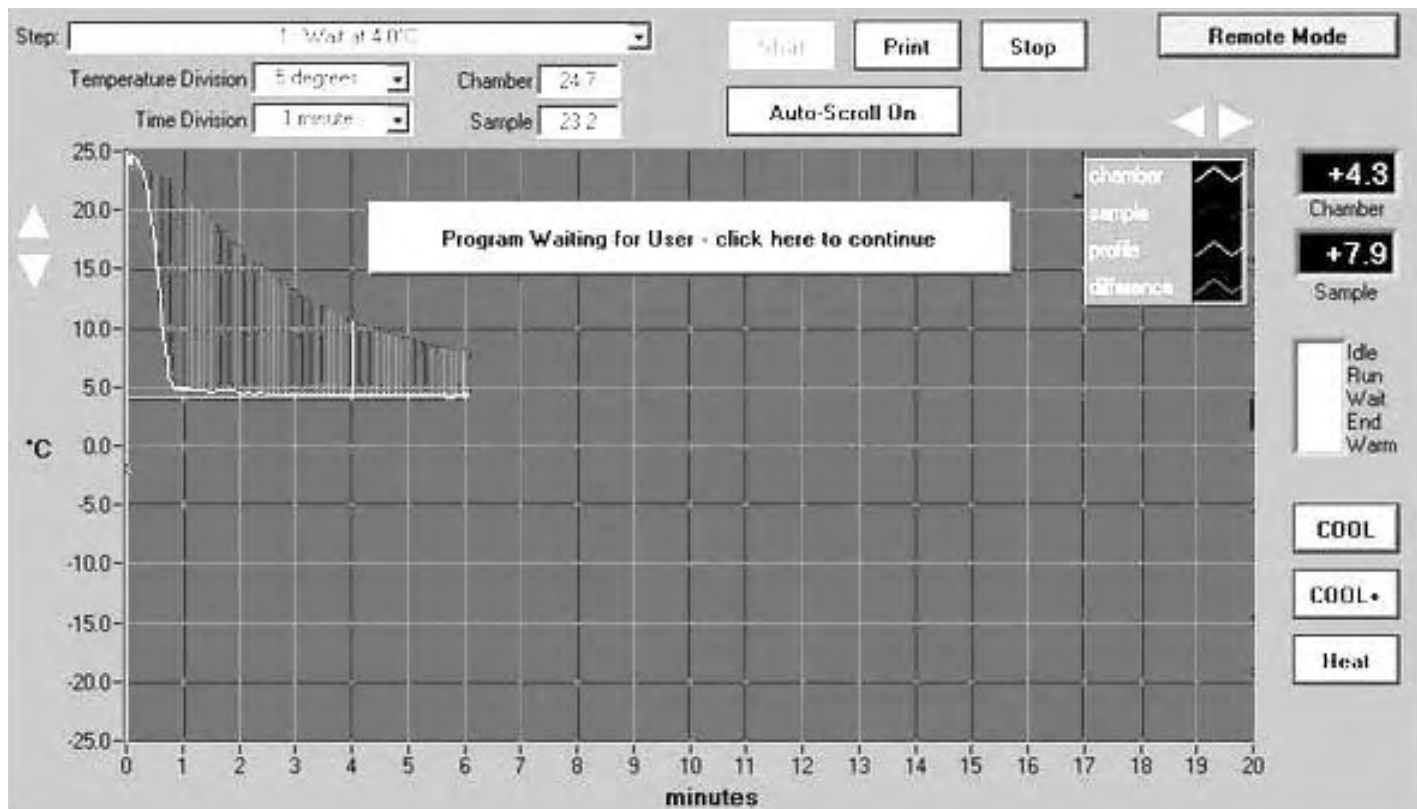 Step: 1 Wait at 4.0°C
Start Print Stop Remote Mode
Temperature Division 5 degrees Chamber 24.7
Time Division 1 minute Sample 23.2
Auto-Scroll On
25.0
20.0
15.0
10.0
5.0
0.0
-5.0
-10.0
-15.0
-20.0
-25.0
°C
Program Waiting for User - click here to continue
chamber
sample
profile
difference
+4.3
Chamber
+7.9
Sample
Idle
Run
Wait
End
Warm
COOL
COOL+
Heat
0 1 2 3 4 5 6 7 8 9 10 11 12 13 14 15 16 17 18 19 20
minutes